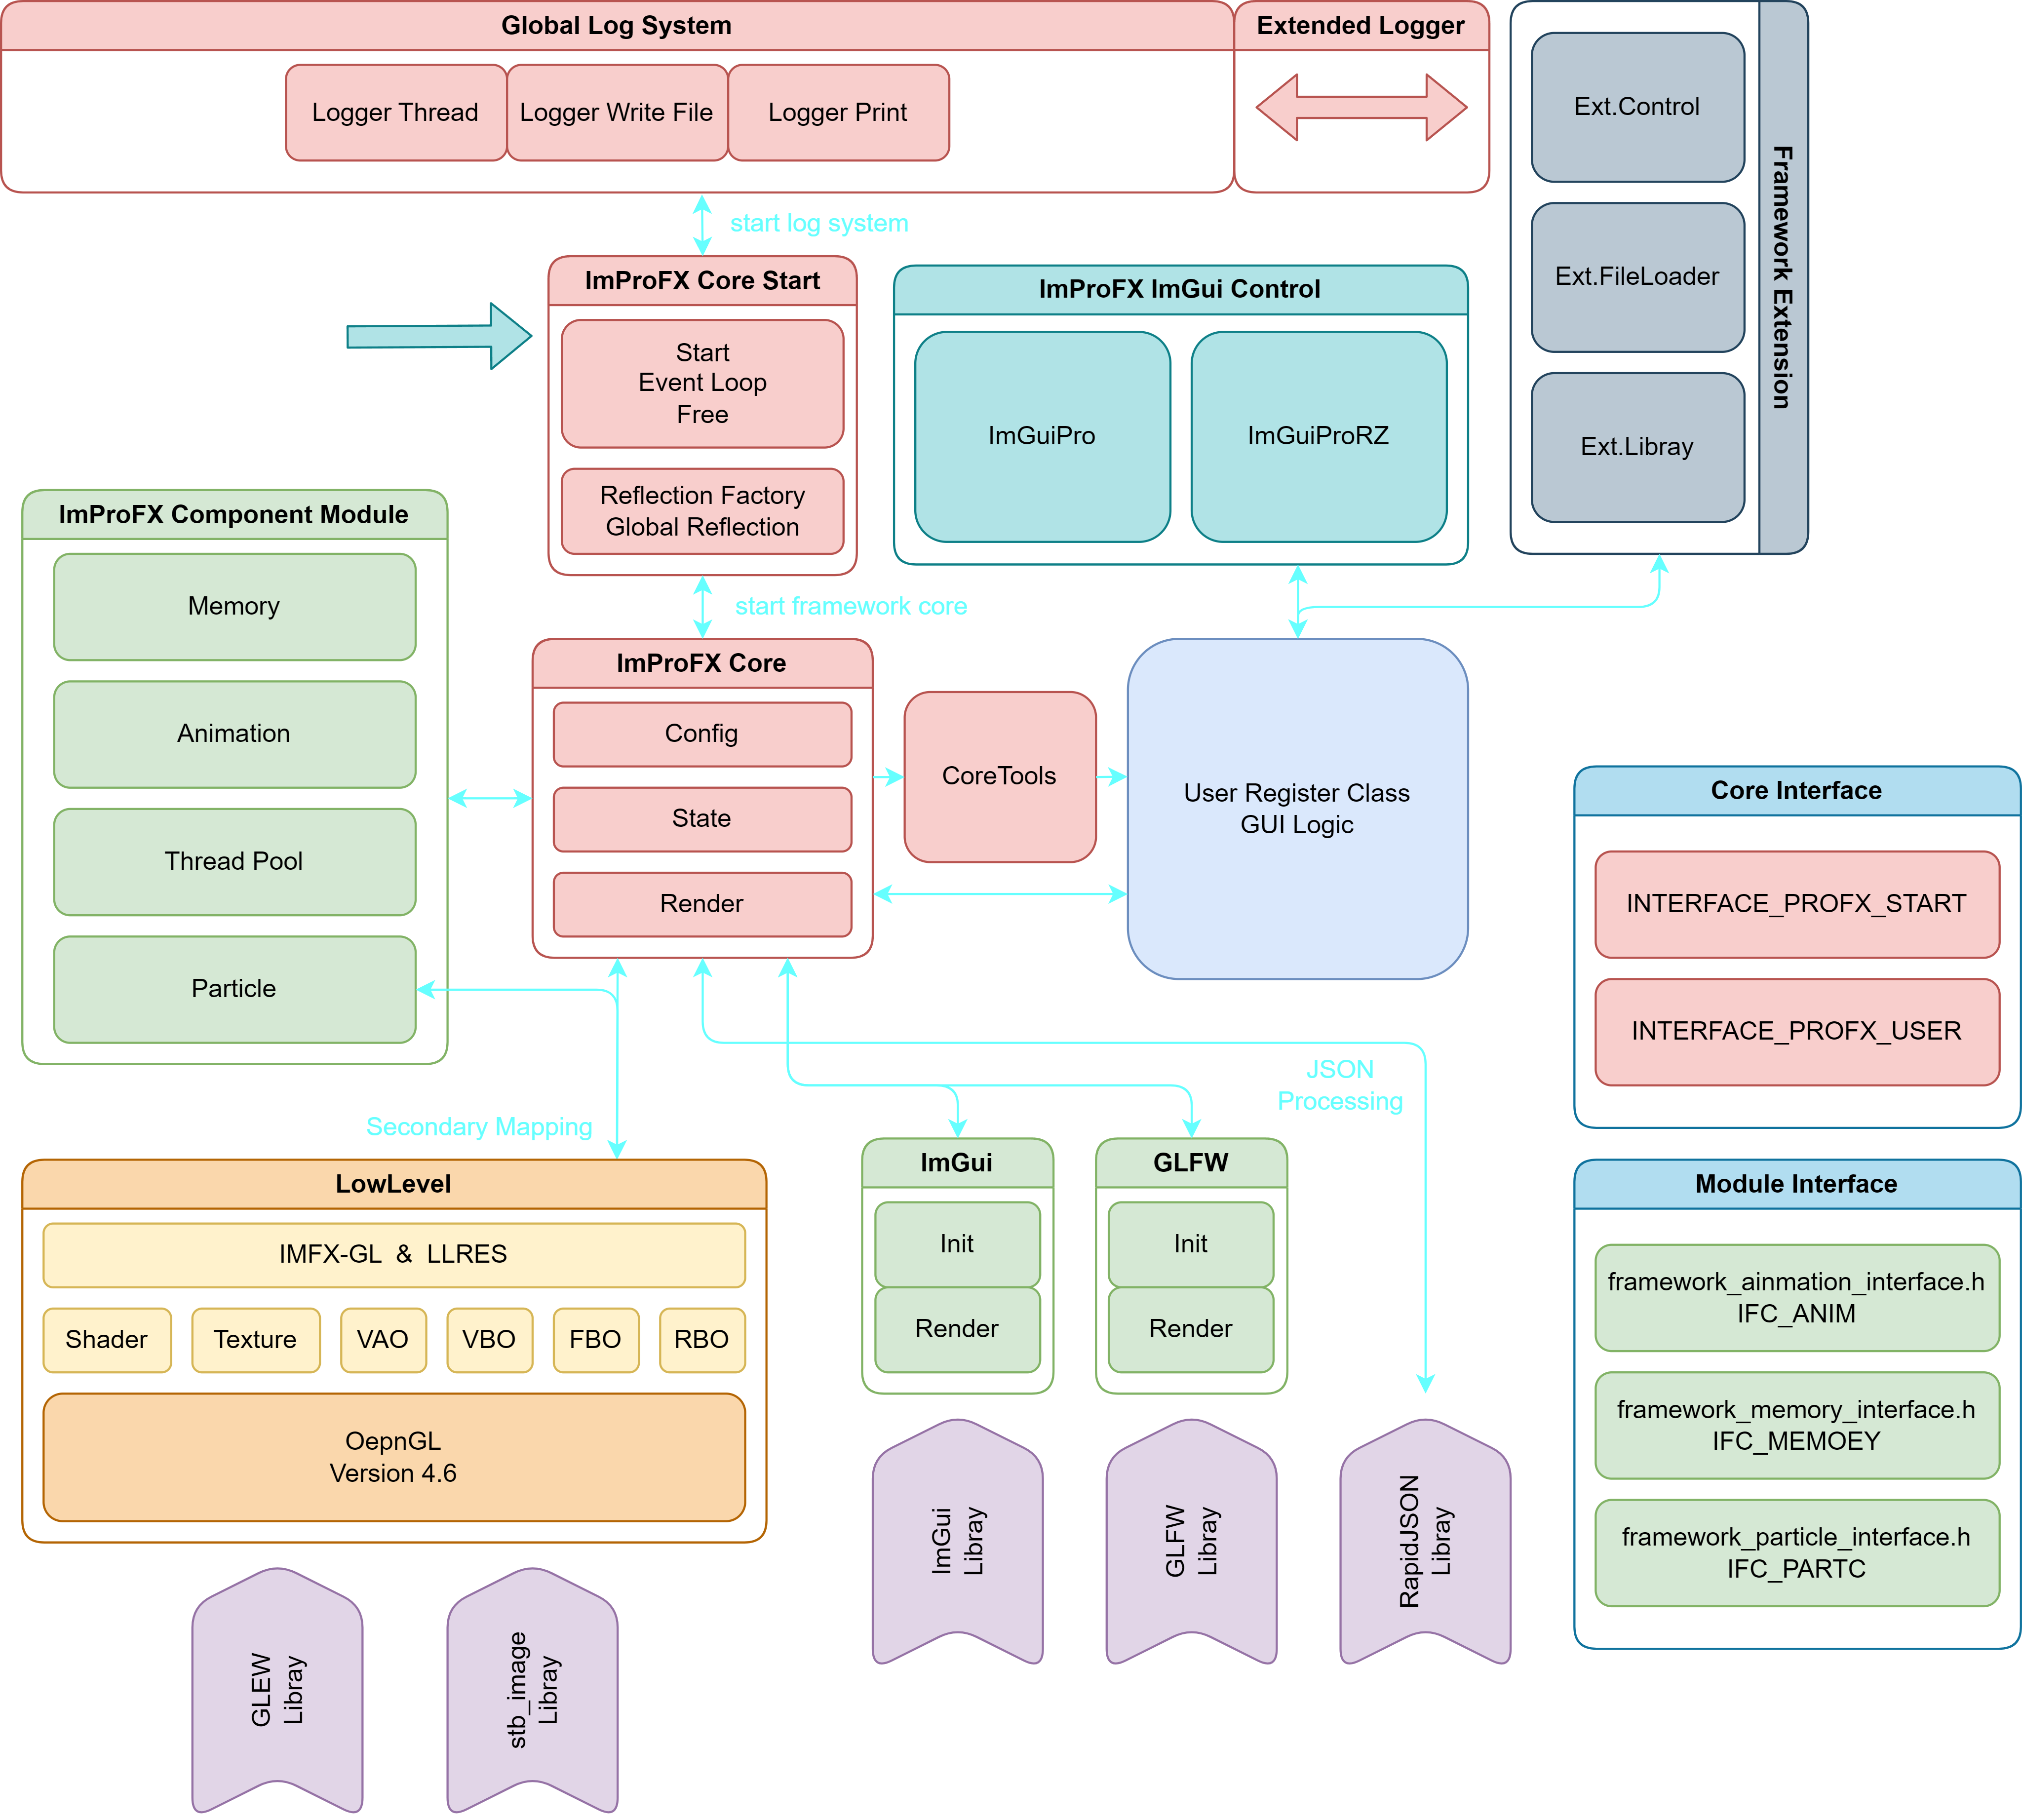 Global Log System
Extended Logger
Logger Thread
Logger Write File
Logger Print
Ext.Control
Ext.FileLoader
Ext.Libray
Framework Extension
start log system
ImProFX Core Start
Start
Event Loop
Free
Reflection Factory
Global Reflection
ImProFX ImGui Control
ImGuiPro
ImGuiProRZ
start framework core
ImProFX Component Module
Memory
Animation
Thread Pool
Particle
ImProFX Core
Config
State
Render
CoreTools
User Register Class
GUI Logic
Core Interface
INTERFACE_PROFX_START
INTERFACE_PROFX_USER
JSON
Processing
Secondary Mapping
LowLevel
IMFX-GL & LLRES
Shader
Texture
VAO
VBO
FBO
RBO
OepnGL
Version 4.6
ImGui
Init
Render
GLFW
Init
Render
Module Interface
framework_ainmation_interface.h
IFC_ANIM
framework_memory_interface.h
IFC_MEMOEY
framework_particle_interface.h
IFC_PARTC
GLEW
Libray
stb_image
Libray
ImGui
Libray
GLFW
Libray
RapidJSON
Libray